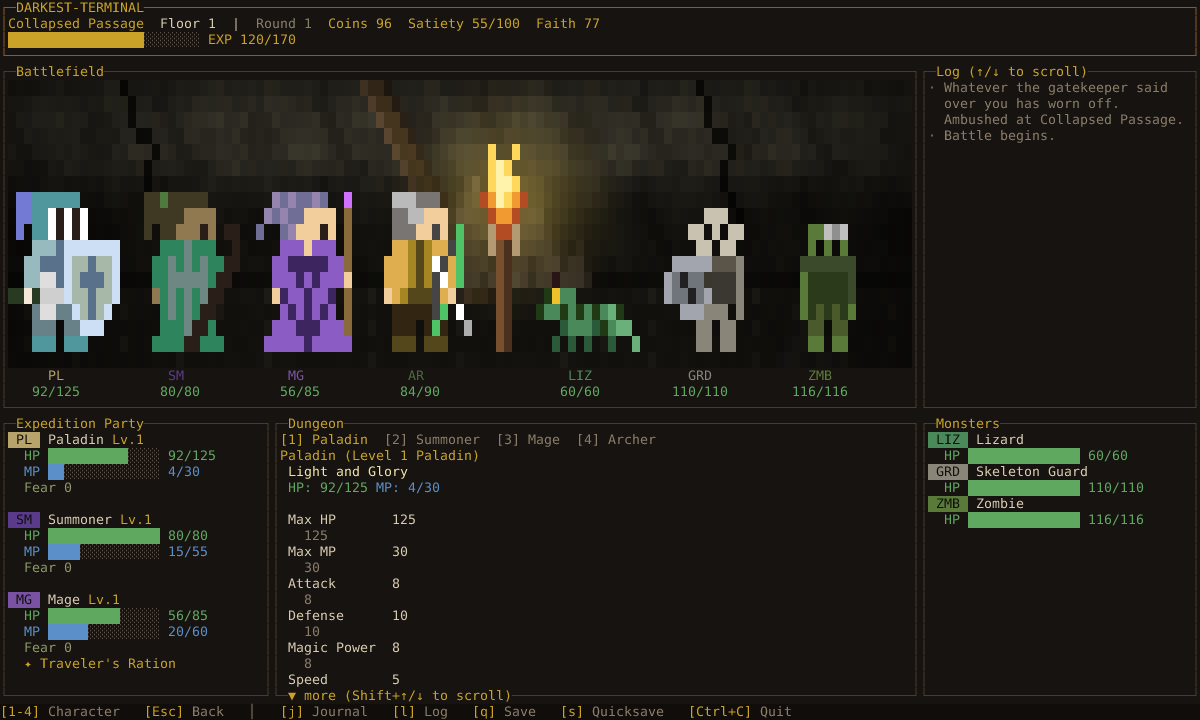 DARKEST-TERMINAL
Collapsed Passage  Floor 1  |  Round 1  Coins 96  Satiety 55/100  Faith 77
EXP 120/170
Battlefield
PL SM MG AR LIZ GRD ZMB
92/125 80/80 56/85 84/90 60/60 110/110 116/116
Log (↑/↓ to scroll)
· Whatever the gatekeeper said
over you has worn off.
Ambushed at Collapsed Passage.
· Battle begins.
Expedition Party
PL Paladin Lv.1
HP 92/125
MP 4/30
Fear 0
SM Summoner Lv.1
HP 80/80
MP 15/55
Fear 0
MG Mage Lv.1
HP 56/85
MP 20/60
Fear 0
✦ Traveler's Ration
Dungeon
[1] Paladin  [2] Summoner  [3] Mage  [4] Archer
Paladin (Level 1 Paladin)
Light and Glory
HP: 92/125 MP: 4/30
Max HP 125
125
Max MP 30
30
Attack 8
8
Defense 10
10
Magic Power 8
8
Speed 5
▼ more (Shift+↑/↓ to scroll)
Monsters
LIZ Lizard
HP 60/60
GRD Skeleton Guard
HP 110/110
ZMB Zombie
HP 116/116
[1-4] Character  [Esc] Back  │  [j] Journal  [l] Log  [q] Save  [s] Quicksave  [Ctrl+C] Quit